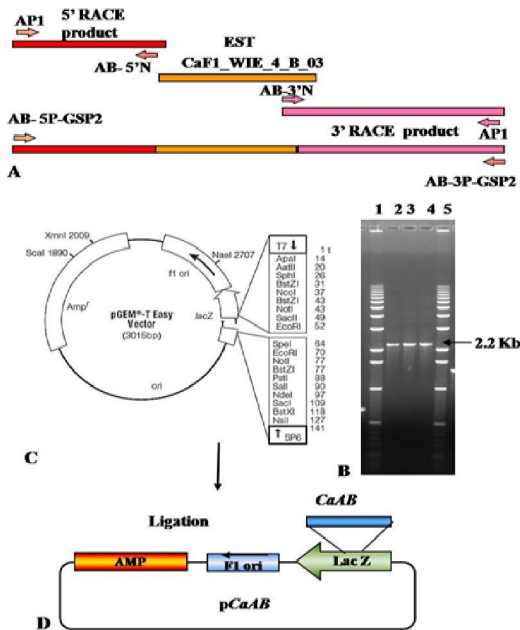 AP1
5' RACE
product
EST
CaF1_WIE_4_B_03
AB- 5'N
AB-3'N
AB- 5P-GSP2
AP1
3' RACE product
AB-3P-GSP2
A
1 2 3 4 5
2.2 Kb
B
XmnI 2009
ScaI 1890
NaeI 2707
f1 ori
Ampr
pGEM®-T Easy
Vector
(3015bp)
lacZ
ori
T7 ↓
1 s
ApaI 14
AatII 20
SphI 26
BstZI 31
NcoI 37
BstZI 43
NotI 43
SacII 49
EcoRI 52
SpeI 64
EcoRI 70
NotI 77
BstZI 77
PstI 88
SalI 90
NdeI 97
SacI 109
BstXI 118
NsiI 127
141
↑ SP6
C
Ligation
CaAB
AMP
F1 ori
Lac Z
pCaAB
D